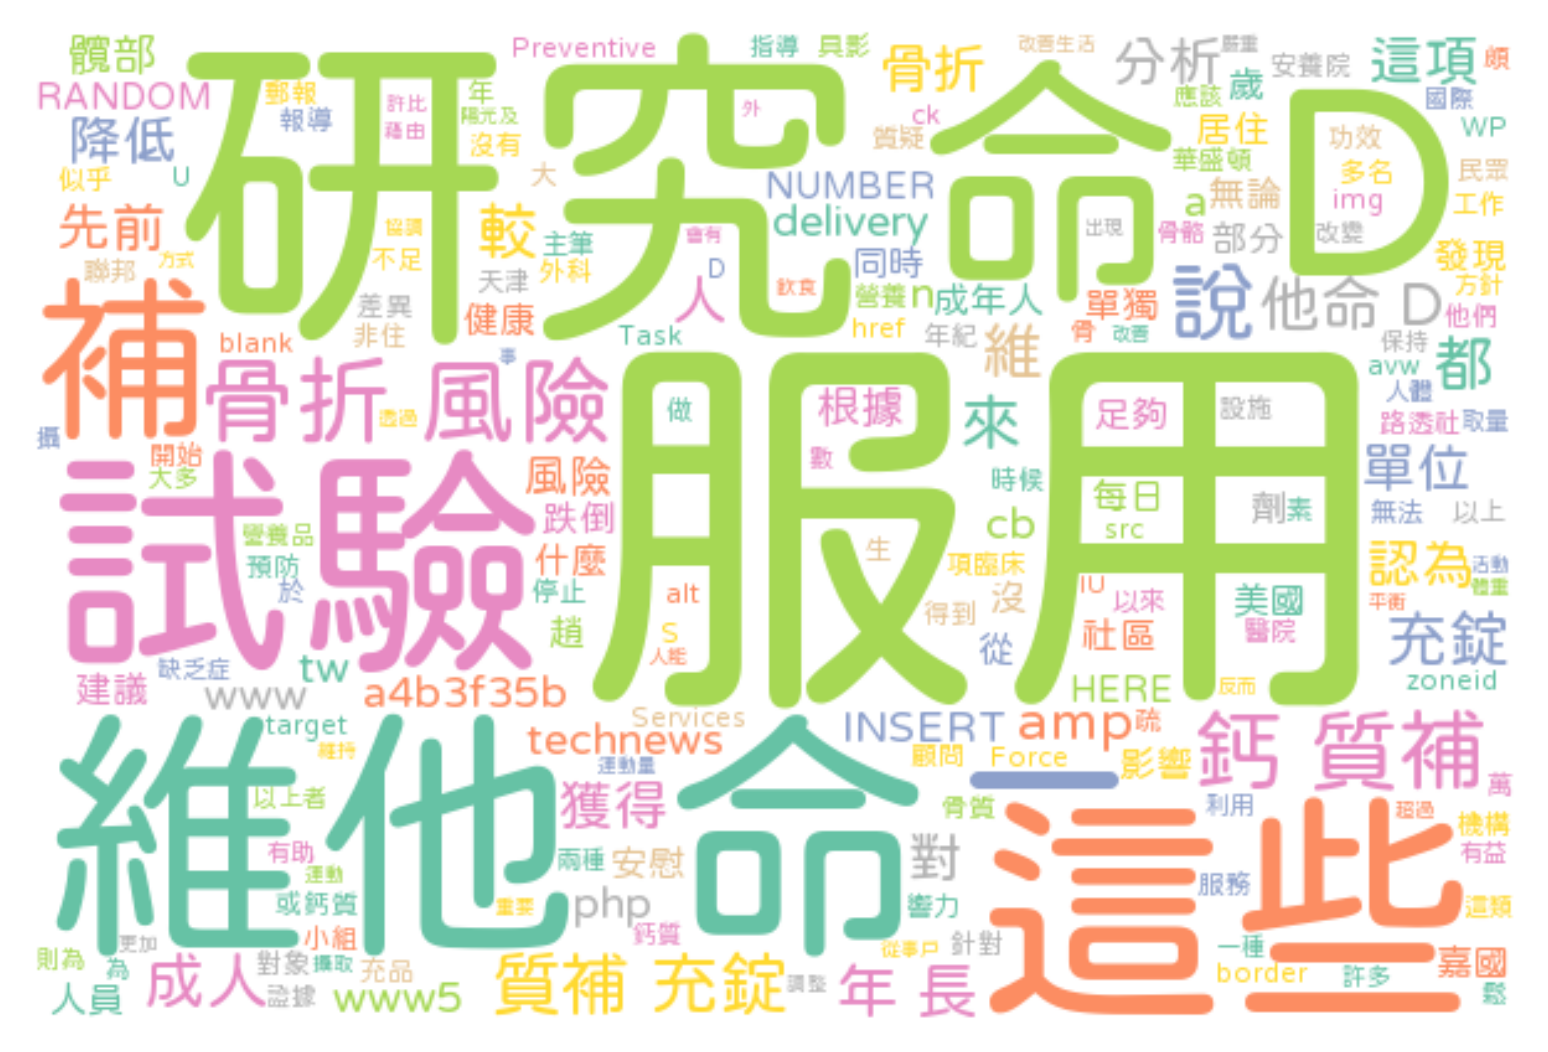 髖部
Preventive
指導
具影
骨折
改善生活
分析
嚴重
安養院
這項
頗
RANDOM
郵報
許比
年
研究
外
命 D
ck
應該
歲
國際
降低
報導
藉由
陽光及
沒有
質疑
居住
功效
WP
似乎
U
大
NUMBER
華盛頓
多名
民眾
先前
協調
較
主筆
會有
delivery
a
無論
img
工作
聯邦
方式
不足
外科
D
同時
出現
骨骼
部分
改變
發現
補
差異
天津
人
飲食
營養
n
成年人
單獨
說
他命 D
方針
他們
blank
非住
健康
Task
href
年紀
維
骨
改善
保持
都
骨折 風險
事
avw
透過
做
根據
來
足夠
設施
人體
攝
數
路透社
取量
開始
大多
試驗
風險
服用
時候
每日
單位
跌倒
cb
src
劑
素
無法
以上
營養品
預防
什麼
生
項臨床
認為
活動
體重
於
停止
alt
得到
沒
IU
以來
美國
平衡
趙
S
人能
從
社區
醫院
充錠
建議
缺乏症
tw
www
a4b3f35b
HERE
反而
zoneid
target
Services
INSERT
amp
疏
維他命
維持
technews
運動量
顧問
Force
影響
鈣 質補
以上者
獲得
一
骨質
利用
超過
萬
有助
運動
兩種
安慰
對
這些
機構
有益
或鈣質
重要
php
響力
服務
這類
則為
更加
小組
鈣質
從事戶
針對
一種
為
成人
對象
攝取
充品
質補 充錠
調整
年 長
border
許多
嘉國
人員
證據
www5
鬆